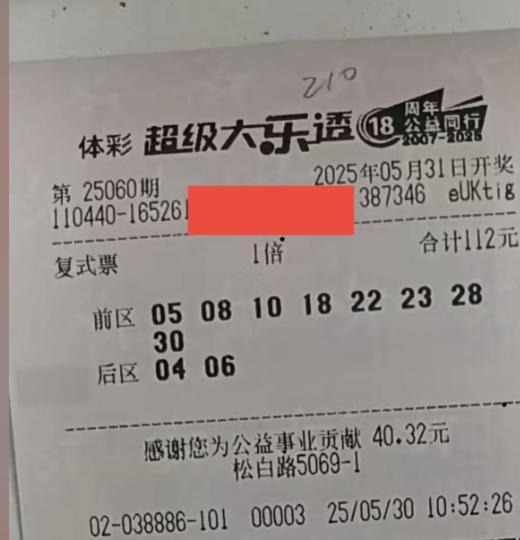 210
体彩 超级大乐透 18 周年 公益同行 2007-2025
第 25060期 2025年05月31日开奖
110440-165261 387346 eUKtig
复式票 1倍 合计112元
前区 05 08 10 18 22 23 28
30
后区 04 06
感谢您为公益事业贡献 40.32元
松白路5069-1
02-038886-101 00003 25/05/30 10:52:26